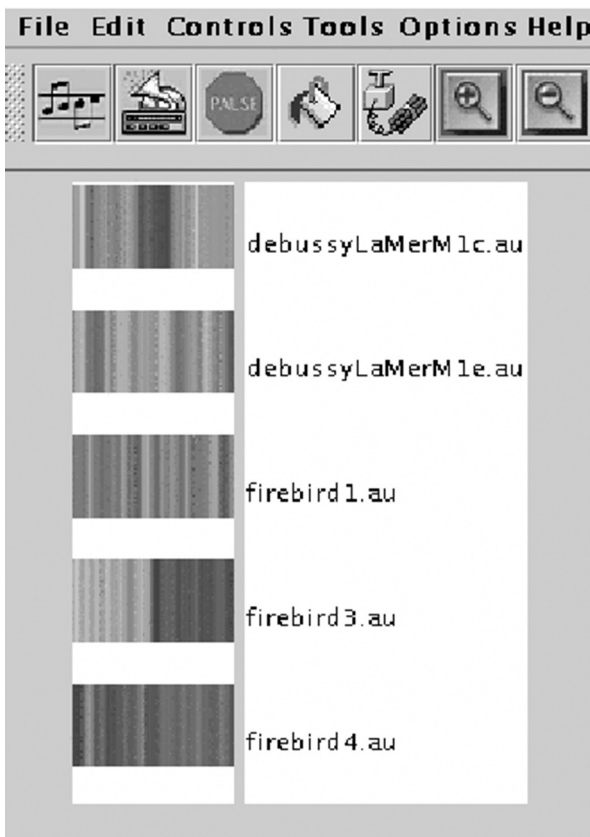 File Edit Controls Tools Options Help
PAUSE
debussyLaMerM1c.au
debussyLaMerM1e.au
firebird1.au
firebird3.au
firebird4.au